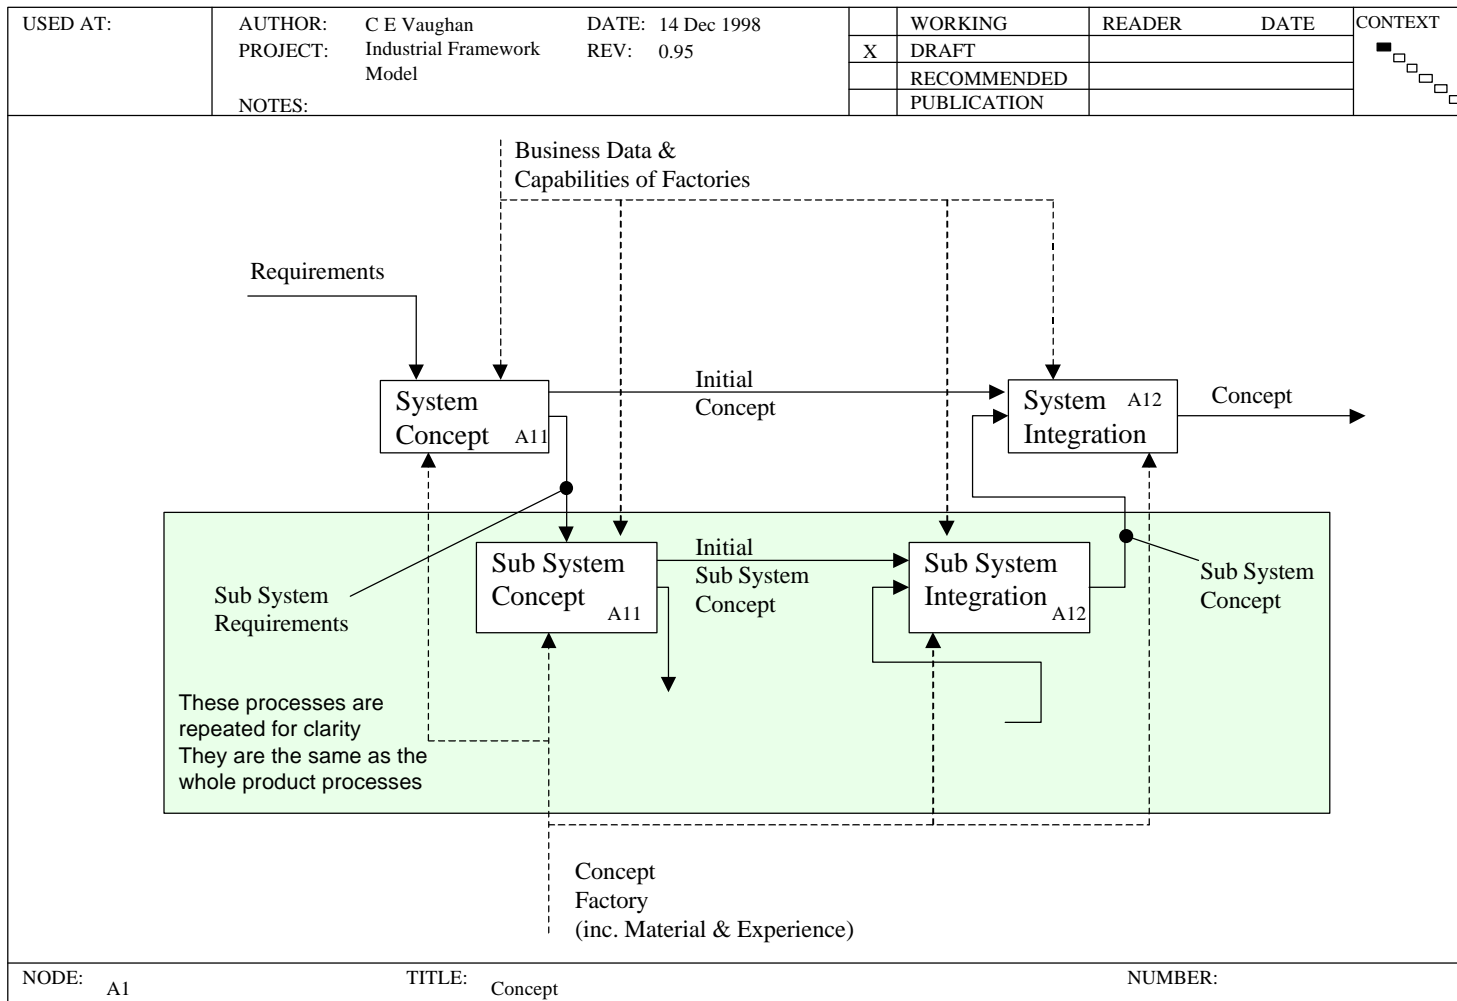 USED AT:
AUTHOR: C E Vaughan DATE: 14 Dec 1998
PROJECT: Industrial Framework REV: 0.95
Model
NOTES:
WORKING READER DATE
X DRAFT
RECOMMENDED
PUBLICATION
CONTEXT
Business Data &
Capabilities of Factories
Requirements
System
Concept A11
Initial
Concept
System A12
Integration
Concept
Sub System
Concept
A11
Initial
Sub System
Concept
Sub System
Integration
A12
Sub System
Concept
Sub System
Requirements
These processes are
repeated for clarity
They are the same as the
whole product processes
Concept
Factory
(inc. Material & Experience)
NODE: A1
TITLE: Concept
NUMBER: